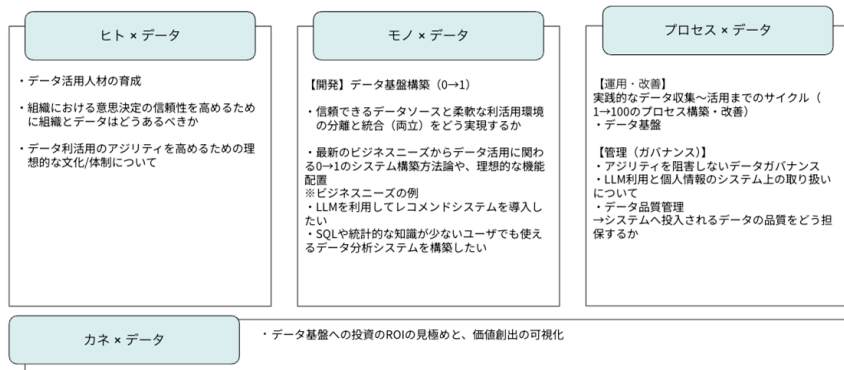 ヒト × データ
・データ活用人材の育成
・組織における意思決定の信頼性を高めるため
に組織とデータはどうあるべきか
・データ利活用のアジリティを高めるための理
想的な文化/体制について
モノ × データ
【開発】データ基盤構築（0→1）
・信頼できるデータソースと柔軟な利活用環境
の分離と統合（両立）をどう実現するか
・最新のビジネスニーズからデータ活用に関わ
る0→1のシステム構築方法論や、理想的な機能
配置
※ビジネスニーズの例
・LLMを利用してレコメンドシステムを導入し
たい
・SQLや統計的な知識が少ないユーザでも使え
るデータ分析システムを構築したい
プロセス × データ
【運用・改善】
実践的なデータ収集〜活用までのサイクル（
1→100のプロセス構築・改善）
・データ基盤
【管理（ガバナンス）】
・アジリティを阻害しないデータガバナンス
・LLM利用と個人情報のシステム上の取り扱い
について
・データ品質管理
→システムへ投入されるデータの品質をどう担
保するか
カネ × データ
・データ基盤への投資のROIの見極めと、価値創出の可視化